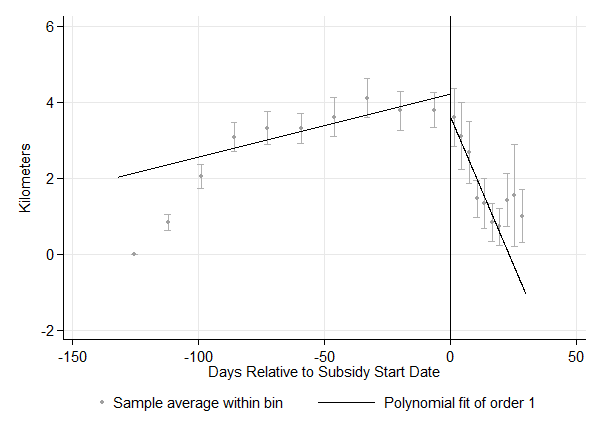 6
4
2
0
-2
Kilometers
-150 -100 -50 0 50
Days Relative to Subsidy Start Date
Sample average within bin Polynomial fit of order 1